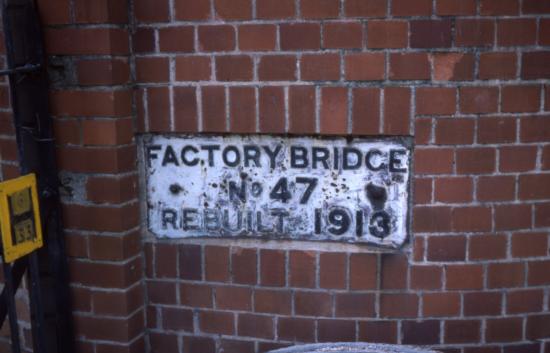 FACTORY BRIDGE
No 47
REBUILT 1913